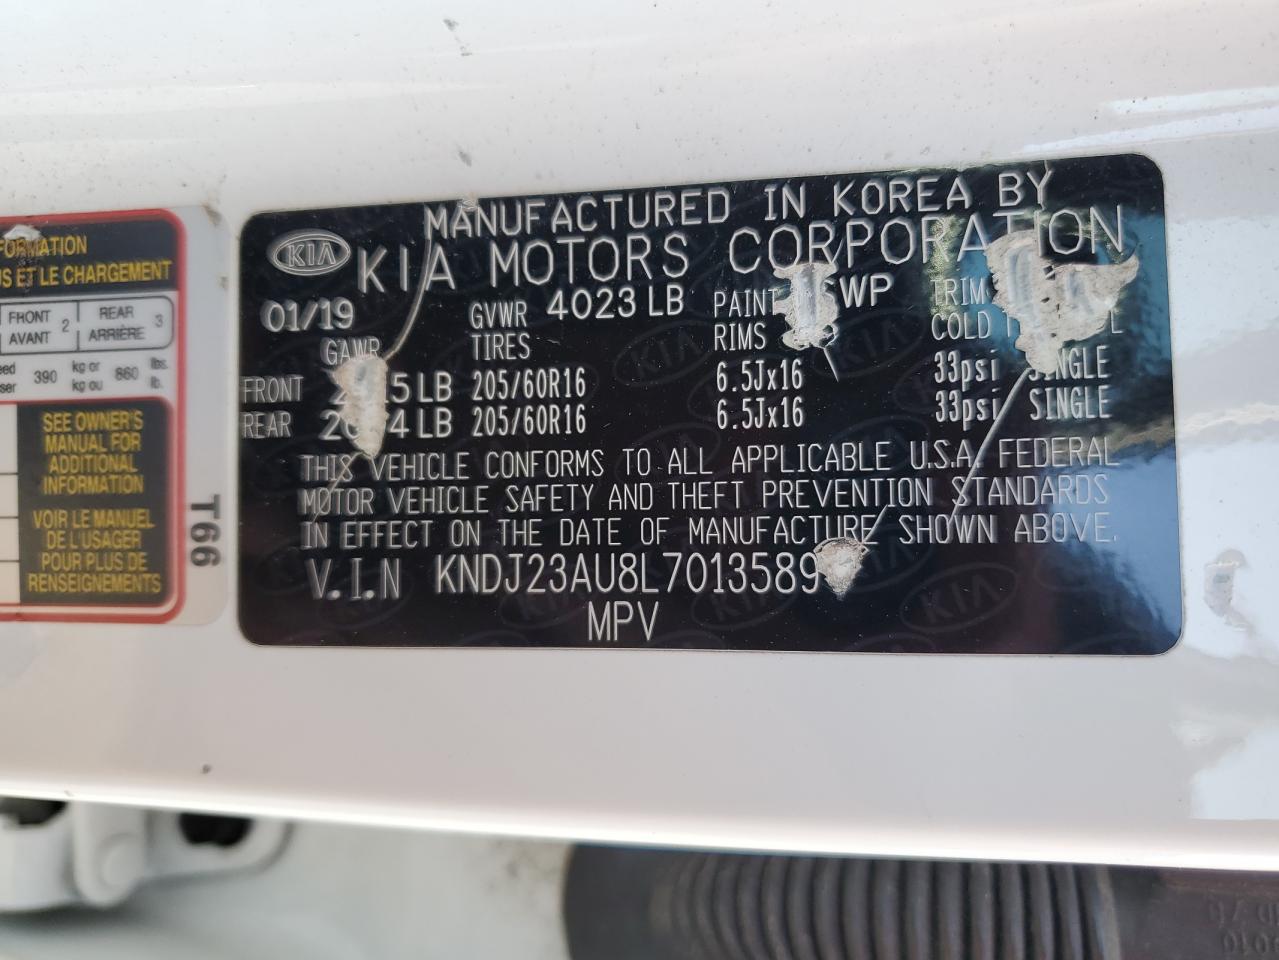 FORMATION
US ET LE CHARGEMENT
FRONT 2 REAR 3
AVANT ARRIÈRE
390 kg or 860 lbs.
kg ou lb.
SEE OWNER'S
MANUAL FOR
ADDITIONAL
INFORMATION
VOIR LE MANUEL
DE L'USAGER
POUR PLUS DE
RENSEIGNEMENTS
T66
MANUFACTURED IN KOREA BY
KIA KIA MOTORS CORPORATION
01/19 GVWR 4023 LB PAINT SWP TRIM
GAWR TIRES RIMS COLD
FRONT LB 205/60R16 6.5Jx16 33psi SINGLE
REAR LB 205/60R16 6.5Jx16 33psi SINGLE
THIS VEHICLE CONFORMS TO ALL APPLICABLE U.S.A. FEDERAL
MOTOR VEHICLE SAFETY AND THEFT PREVENTION STANDARDS
IN EFFECT ON THE DATE OF MANUFACTURE SHOWN ABOVE.
V.I.N KNDJ23AU8L7013589
MPV